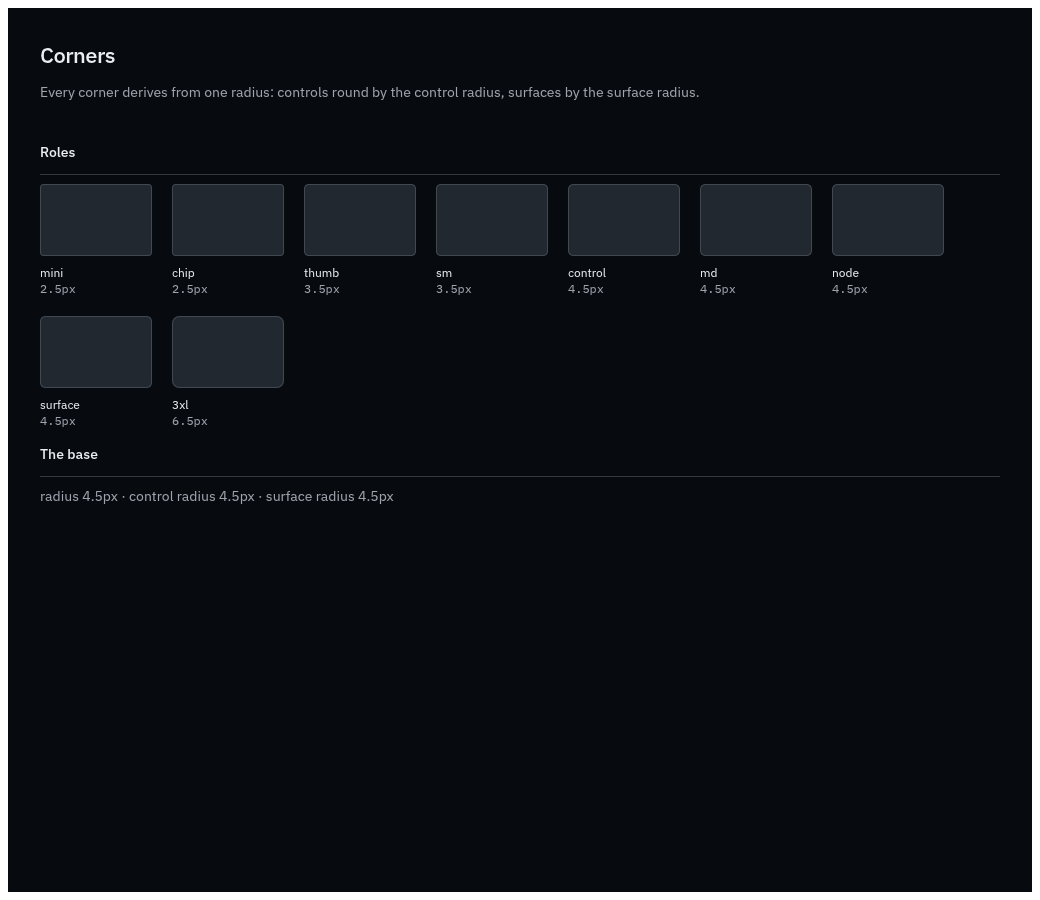 Corners
Every corner derives from one radius: controls round by the control radius, surfaces by the surface radius.
Roles
mini chip thumb sm control md node
2.5px 2.5px 3.5px 3.5px 4.5px 4.5px 4.5px
surface 3xl
4.5px 6.5px
The base
radius 4.5px · control radius 4.5px · surface radius 4.5px